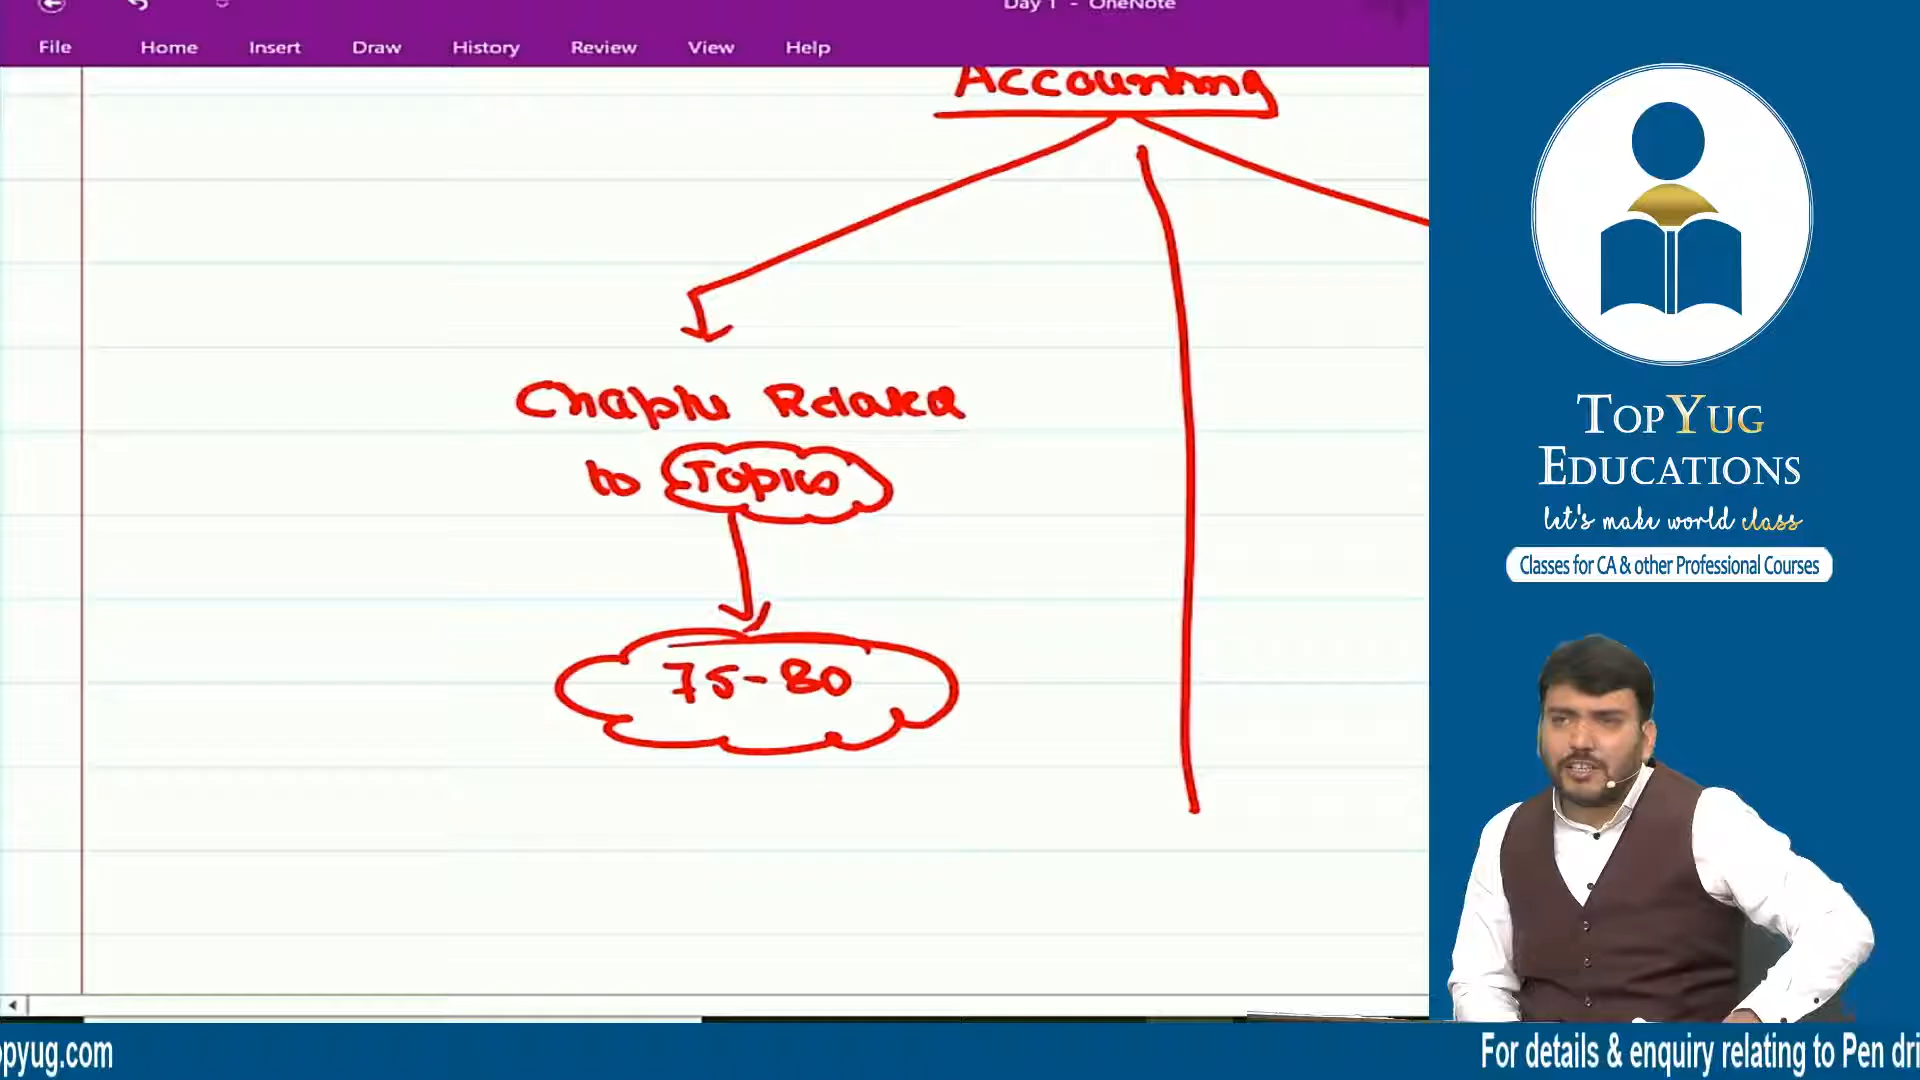 Day 1 - OneNote
File Home Insert Draw History Review View Help
Accounting
Chapter Related
to Topics
75-80
TOPYUG
EDUCATIONS
let's make world class
Classes for CA & other Professional Courses
opyug.com
For details & enquiry relating to Pen dri